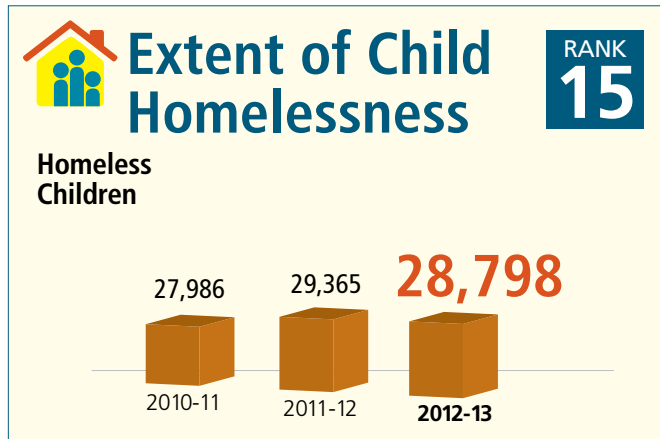 Extent of Child
Homelessness
RANK
15
Homeless
Children
27,986
29,365
28,798
2010-11
2011-12
2012-13